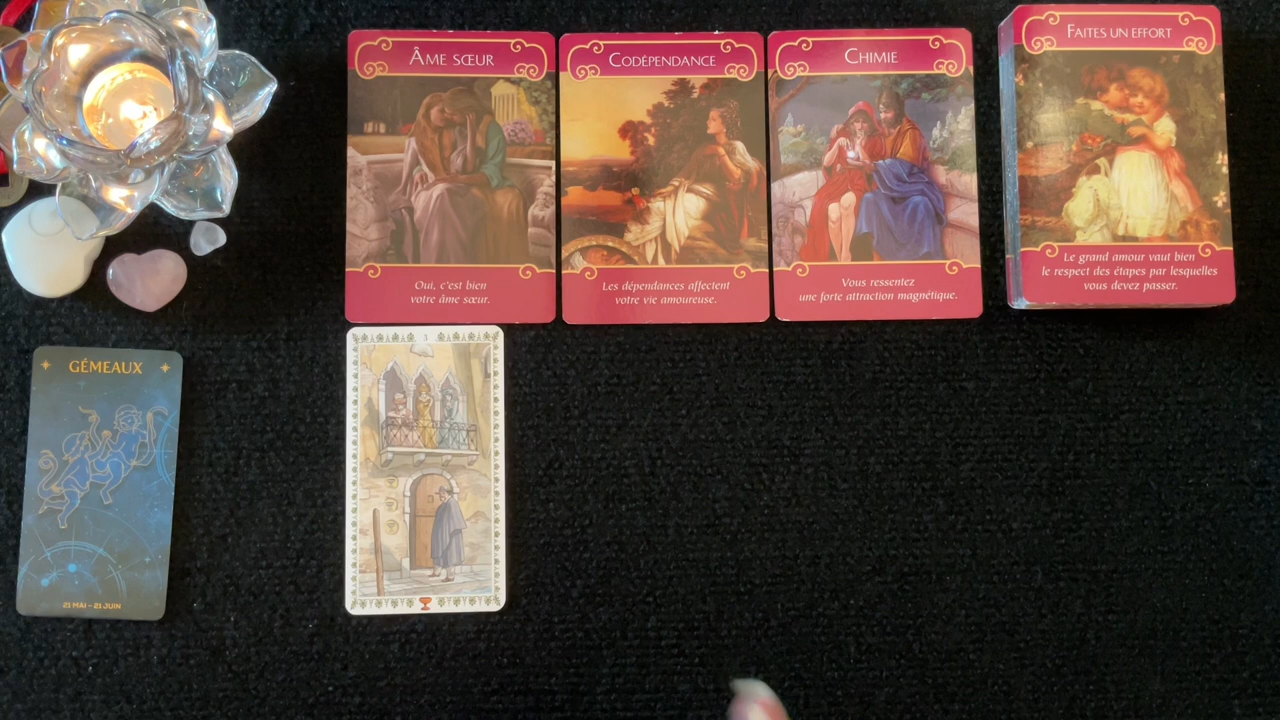 ÂME SŒUR
Oui, c'est bien
votre âme sœur.
CODÉPENDANCE
Les dépendances affectent
votre vie amoureuse.
CHIMIE
Vous ressentez
une forte attraction magnétique.
FAITES UN EFFORT
Le grand amour vaut bien
le respect des étapes par lesquelles
vous devez passer.
GÉMEAUX
21 MAI - 21 JUIN
3